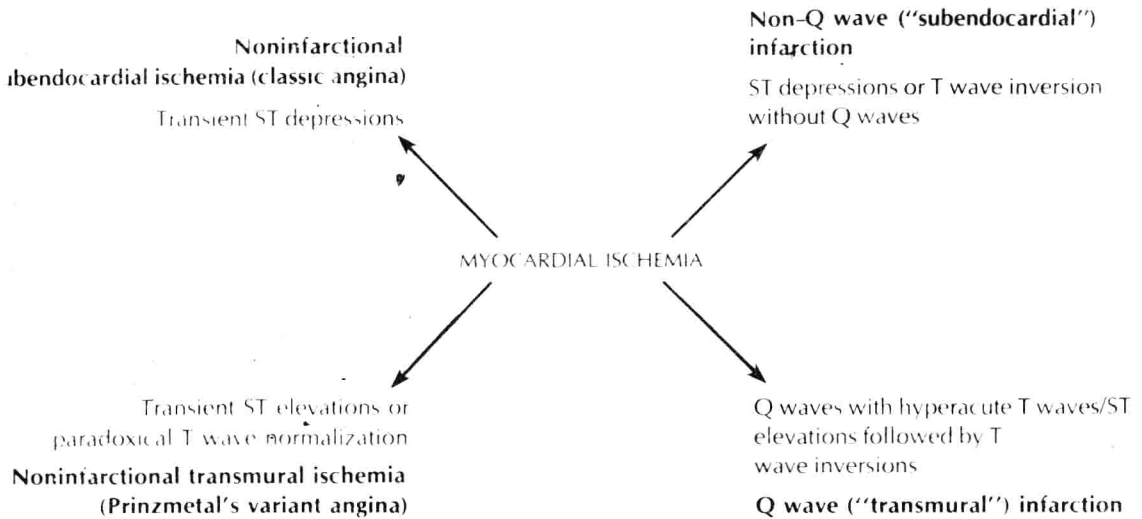 Noninfarctional
ubendocardial ischemia (classic angina)
Transient ST depressions
Non–Q wave (“subendocardial”)
infarction
ST depressions or T wave inversion
without Q waves
MYOCARDIAL ISCHEMIA
Transient ST elevations or
paradoxical T wave normalization
Noninfarctional transmural ischemia
(Prinzmetal's variant angina)
Q waves with hyperacute T waves/ST
elevations followed by T
wave inversions
Q wave (“transmural”) infarction